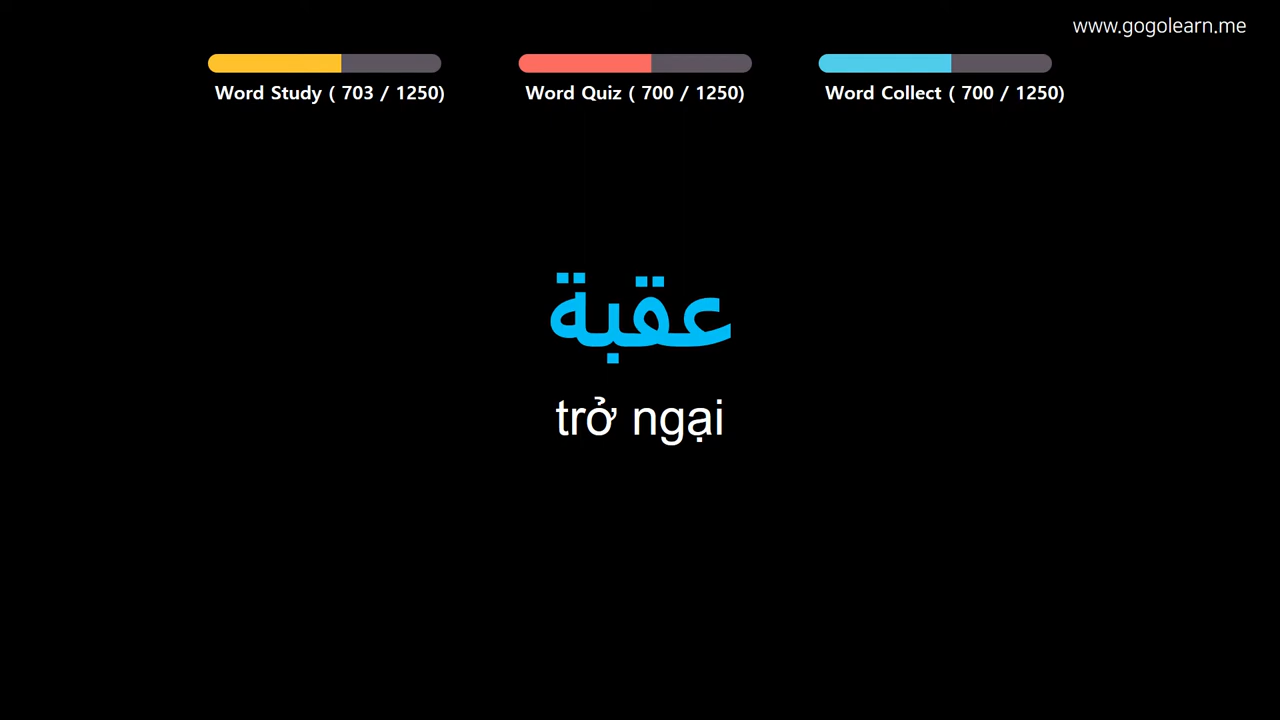 www.gogolearn.me
Word Study ( 703 / 1250)
Word Quiz ( 700 / 1250)
Word Collect ( 700 / 1250)
عقبة
trở ngại